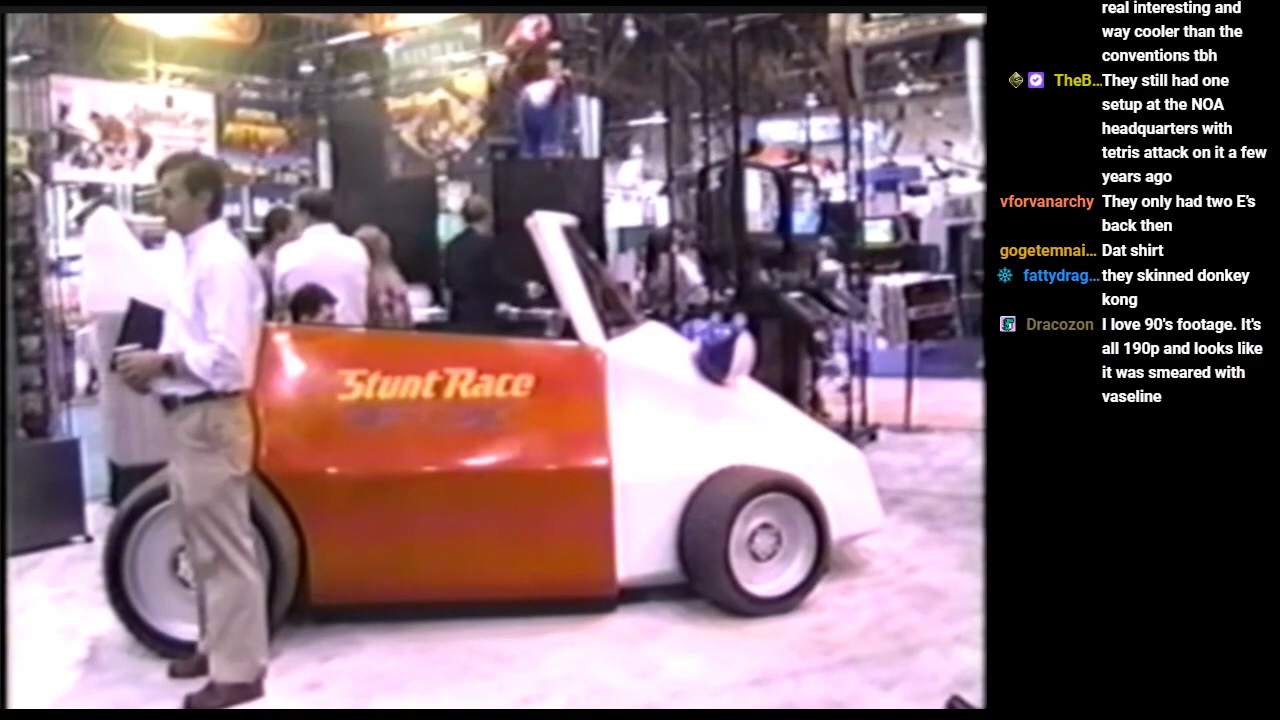 Stunt Race
real interesting and
way cooler than the
conventions tbh
TheB... They still had one
setup at the NOA
headquarters with
tetris attack on it a few
years ago
vforvanarchy They only had two E's
back then
gogetemnai... Dat shirt
fattydrag... they skinned donkey
kong
Dracozon I love 90's footage. It's
all 190p and looks like
it was smeared with
vaseline